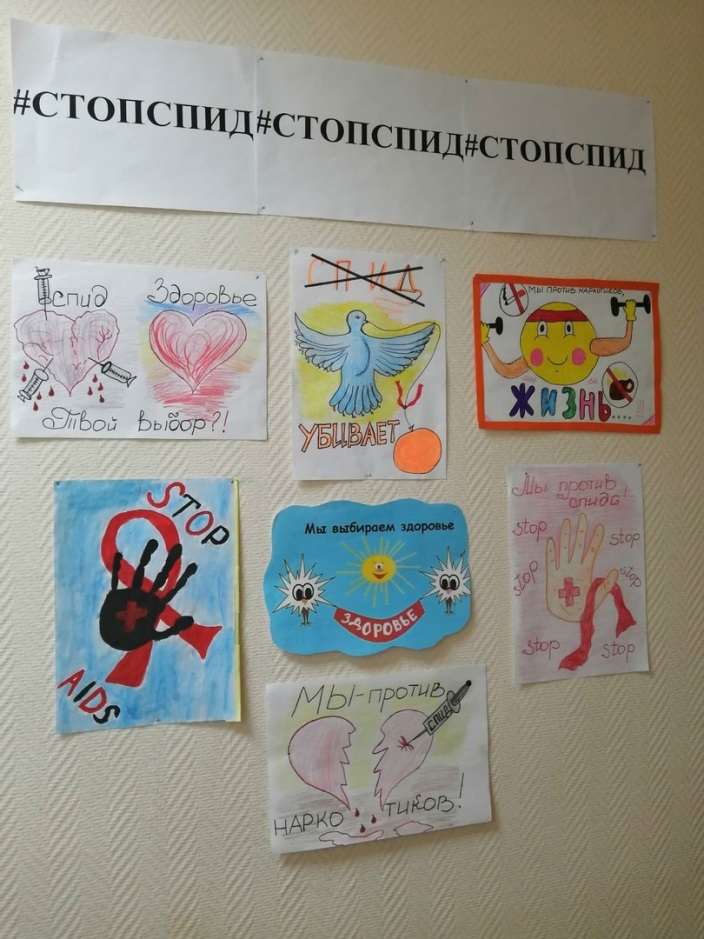 #СТОПСПИД#СТОПСПИД#СТОПСПИД
СПИД Здоровье
Твой выбор?!
СПИД
УБИВАЕТ
МЫ ПРОТИВ НАРКОТИКОВ,
ЗА
ЖИЗНЬ....!!!
STOP
AIDS
Мы выбираем здоровье
ЗДОРОВЬЕ
Мы против
спида!
stop
stop
stop
stop
stop
stop
МЫ-против
СПИД
НАРКО ТИКОВ!